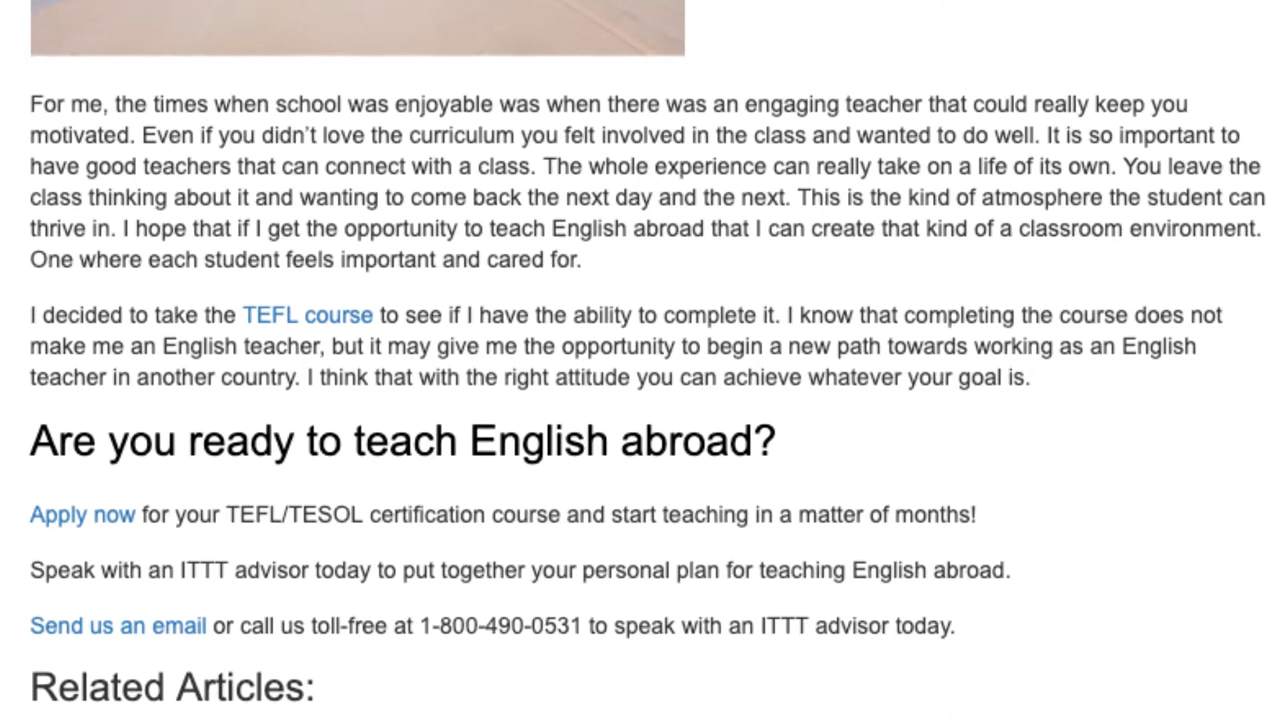 For me, the times when school was enjoyable was when there was an engaging teacher that could really keep you
motivated. Even if you didn’t love the curriculum you felt involved in the class and wanted to do well. It is so important to
have good teachers that can connect with a class. The whole experience can really take on a life of its own. You leave the
class thinking about it and wanting to come back the next day and the next. This is the kind of atmosphere the student can
thrive in. I hope that if I get the opportunity to teach English abroad that I can create that kind of a classroom environment.
One where each student feels important and cared for.
I decided to take the TEFL course to see if I have the ability to complete it. I know that completing the course does not
make me an English teacher, but it may give me the opportunity to begin a new path towards working as an English
teacher in another country. I think that with the right attitude you can achieve whatever your goal is.
Are you ready to teach English abroad?
Apply now for your TEFL/TESOL certification course and start teaching in a matter of months!
Speak with an ITTT advisor today to put together your personal plan for teaching English abroad.
Send us an email or call us toll-free at 1-800-490-0531 to speak with an ITTT advisor today.
Related Articles: